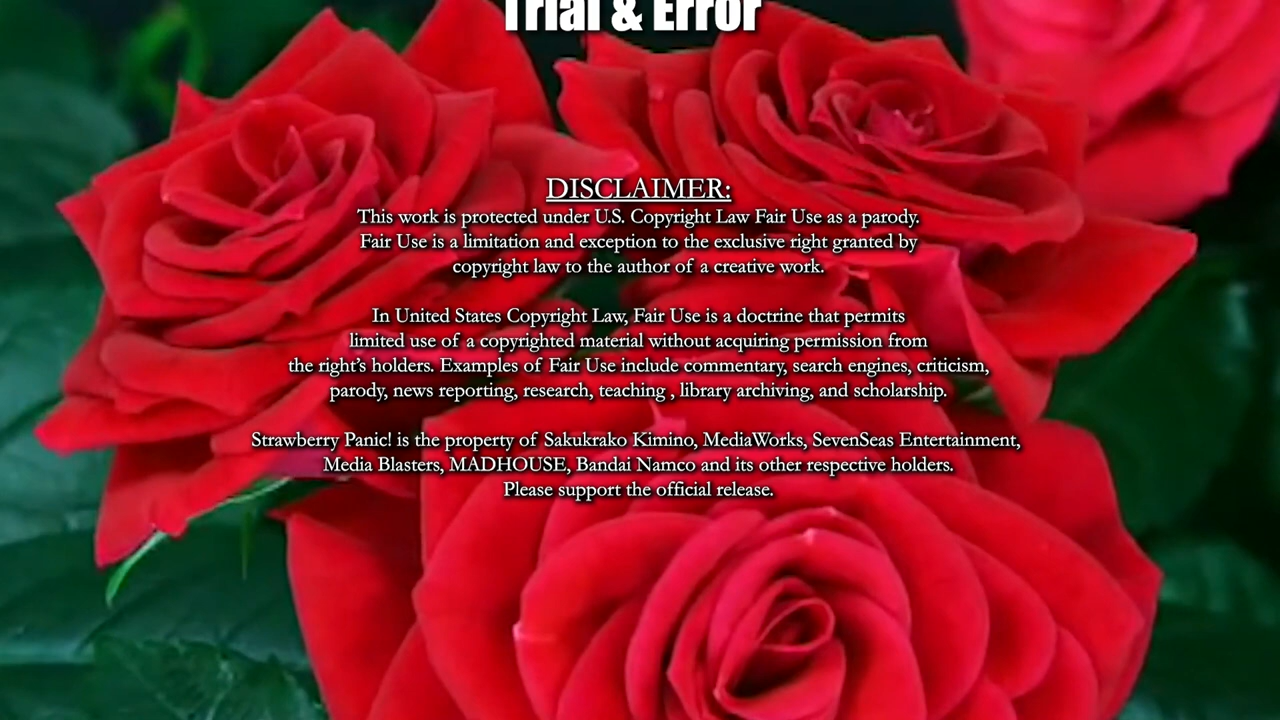 Trial & Error
DISCLAIMER:
This work is protected under U.S. Copyright Law Fair Use as a parody.
Fair Use is a limitation and exception to the exclusive right granted by
copyright law to the author of a creative work.
In United States Copyright Law, Fair Use is a doctrine that permits
limited use of a copyrighted material without acquiring permission from
the right's holders. Examples of Fair Use include commentary, search engines, criticism,
parody, news reporting, research, teaching , library archiving, and scholarship.
Strawberry Panic! is the property of Sakukrako Kimino, MediaWorks, SevenSeas Entertainment,
Media Blasters, MADHOUSE, Bandai Namco and its other respective holders.
Please support the official release.